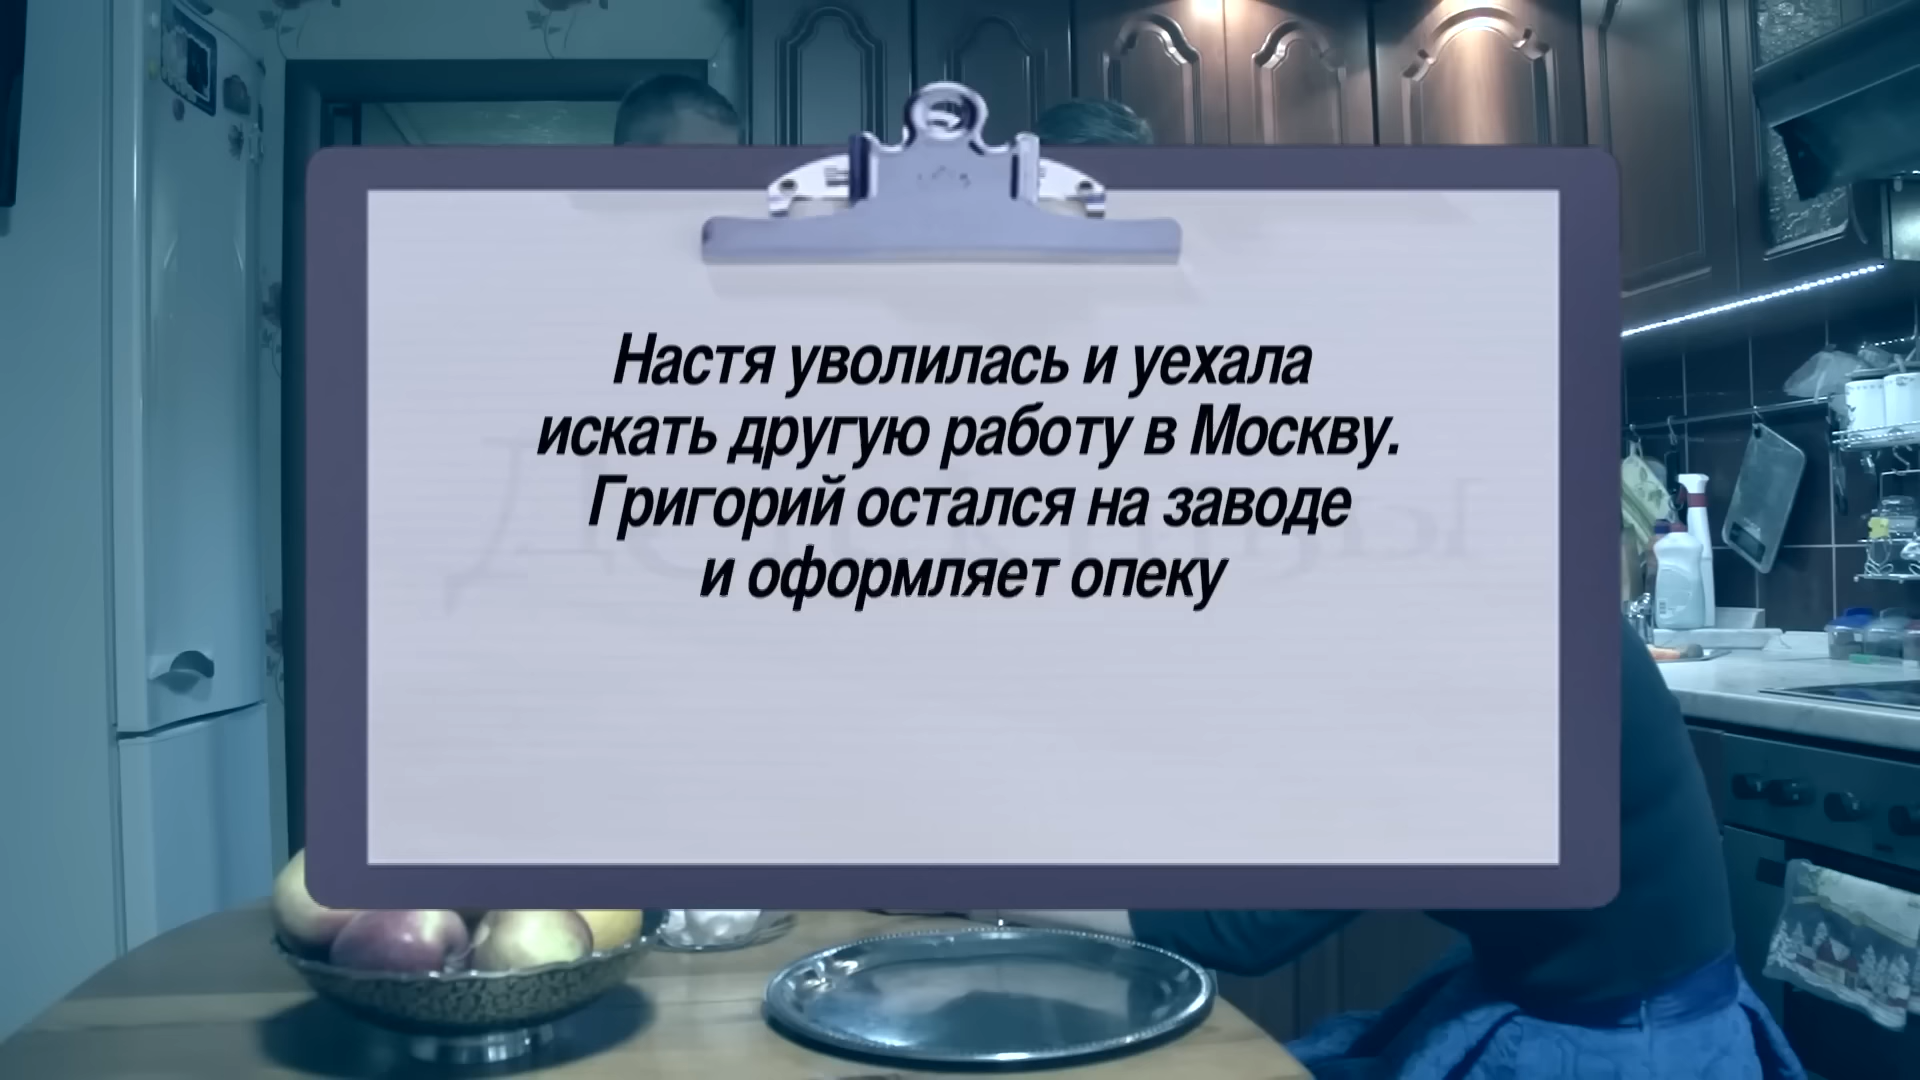 Настя уволилась и уехала
искать другую работу в Москву.
Григорий остался на заводе
и оформляет опеку